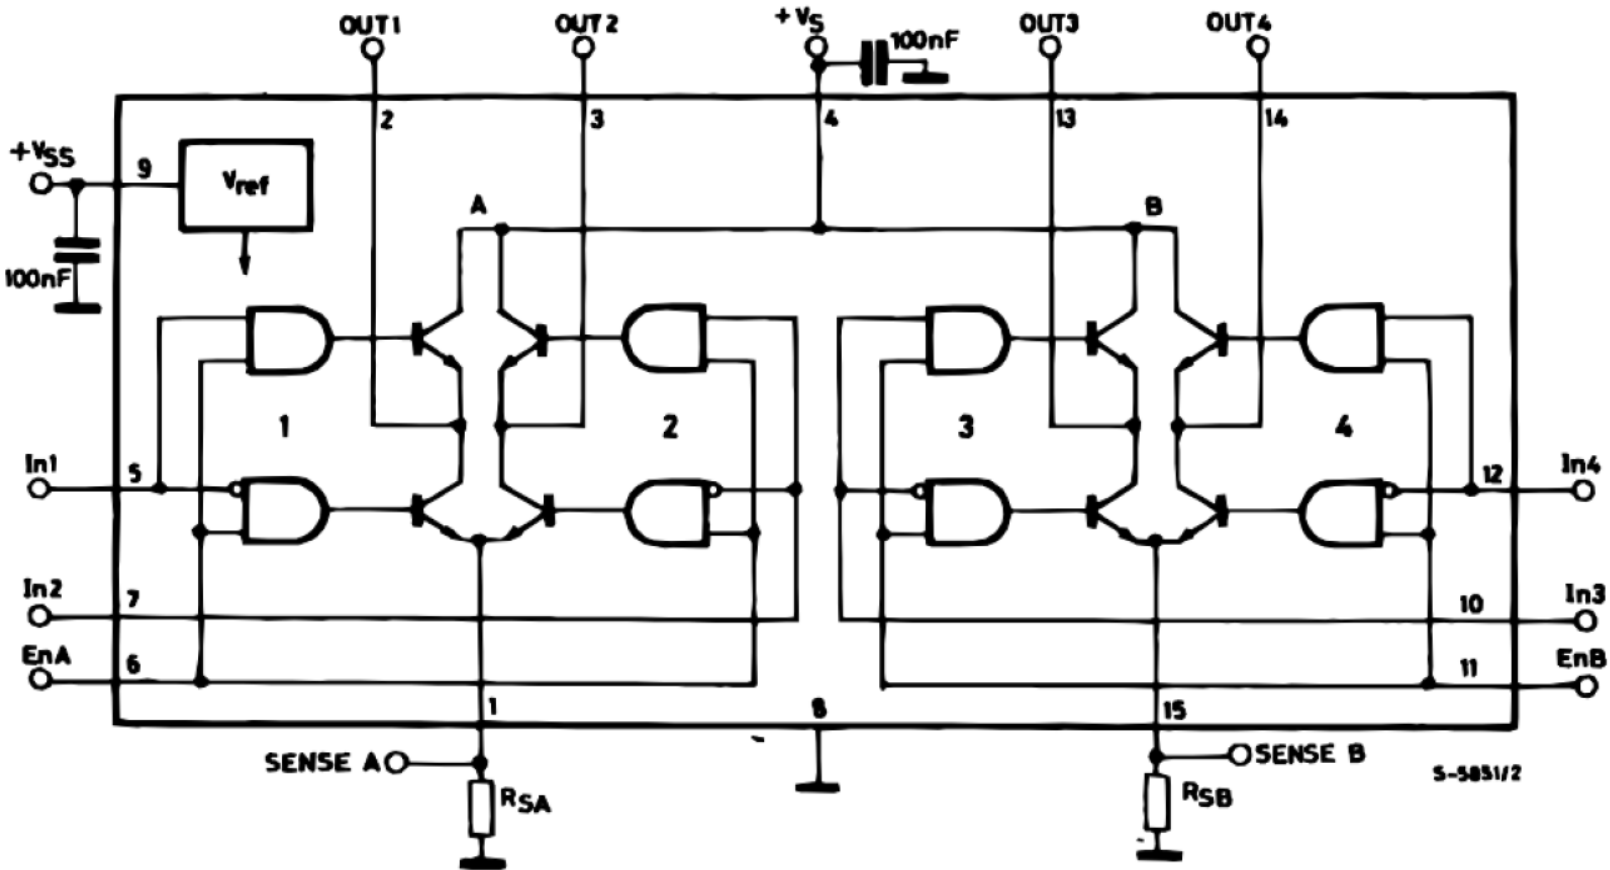 OUT1
OUT2
+VS
100nF
OUT3
OUT4
2
3
4
13
14
+VSS
9
Vref
A
B
100nF
1
2
3
4
In1
5
12
In4
In2
7
10
In3
EnA
6
11
EnB
1
8
15
SENSE A
SENSE B
S-5851/2
RSA
RSB